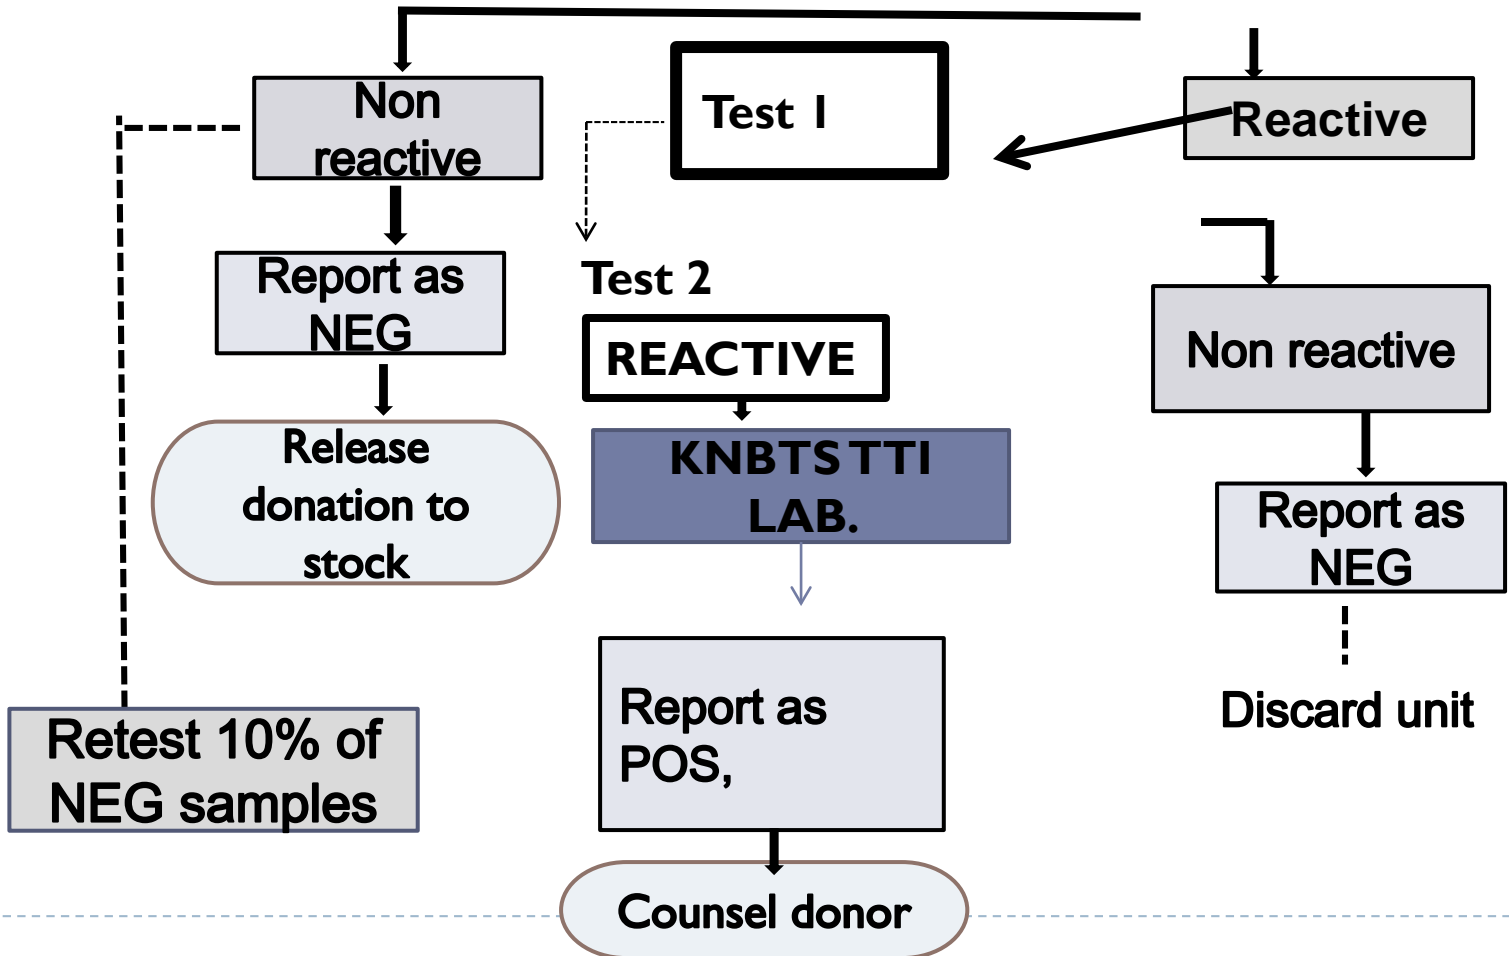 Non
reactive
Test 1
Reactive
Report as
NEG
Test 2
REACTIVE
Non reactive
Release
donation to
stock
KNBTS TTI
LAB.
Report as
NEG
Retest 10% of
NEG samples
Report as
POS,
Discard unit
Counsel donor